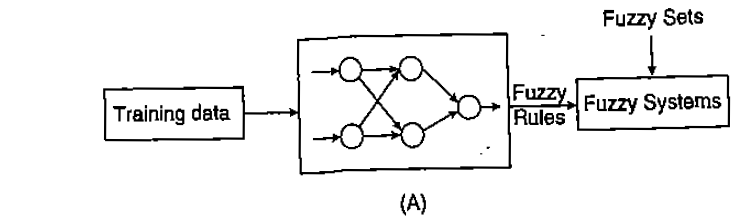 Fuzzy Sets
Training data
Fuzzy
Rules
Fuzzy Systems
(A)